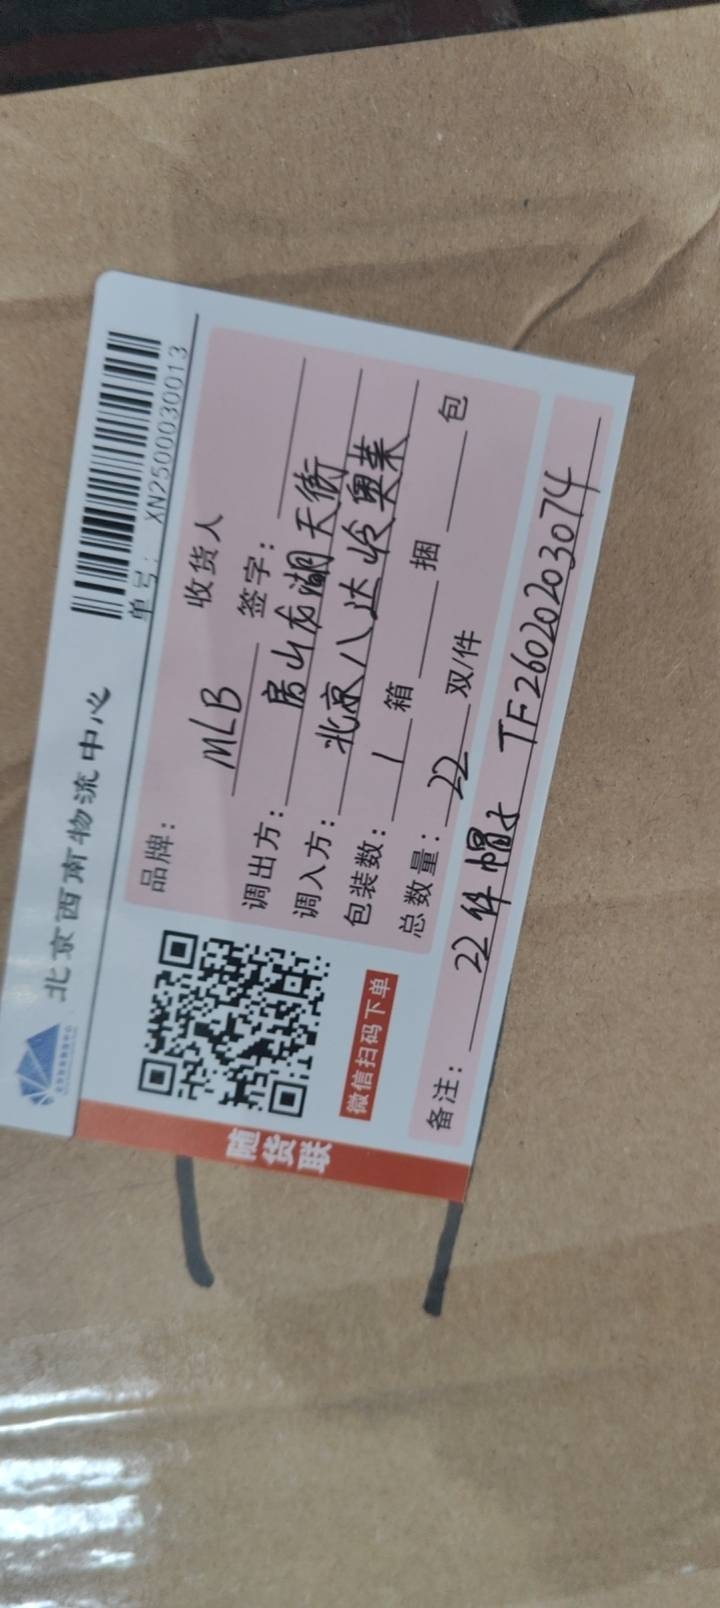 北京西南物流中心
单号: XN2500030013
品牌: MLB 收货人
签字:
调出方: 房山龙湖天街
调入方: 北京八达岭奥莱
包装数: 1 箱 捆 包
总数量: 22 双/件
备注: 22件帽子 TF26020203074
微信扫码下单
随货联